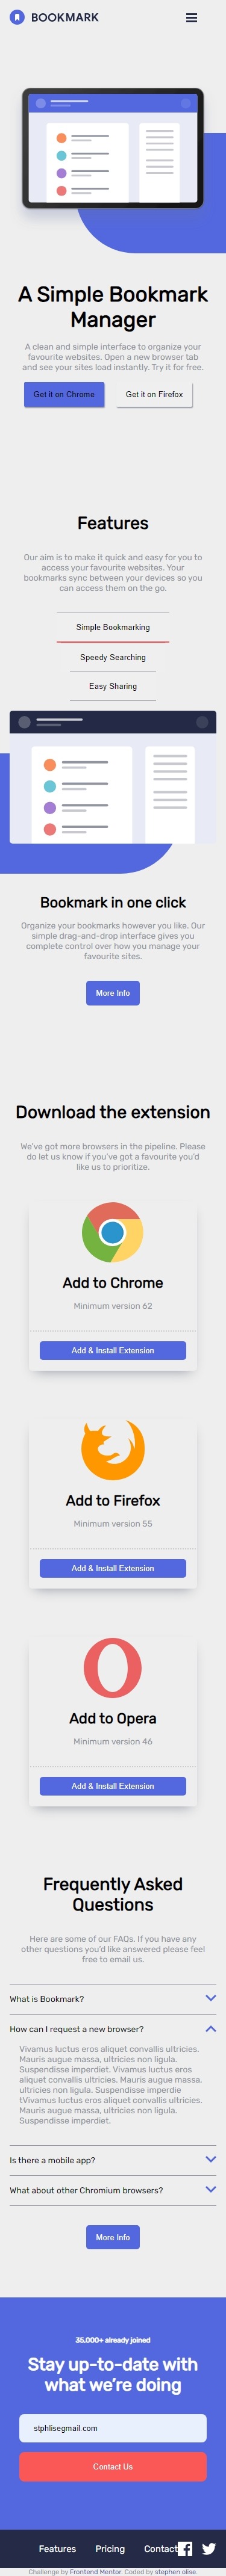 BOOKMARK
A Simple Bookmark
Manager
A clean and simple interface to organize your
favourite websites. Open a new browser tab
and see your sites load instantly. Try it for free.
Get it on Chrome
Get it on Firefox
Features
Our aim is to make it quick and easy for you to
access your favourite websites. Your
bookmarks sync between your devices so you
can access them on the go.
Simple Bookmarking
Speedy Searching
Easy Sharing
Bookmark in one click
Organize your bookmarks however you like. Our
simple drag-and-drop interface gives you
complete control over how you manage your
favourite sites.
More Info
Download the extension
We've got more browsers in the pipeline. Please
do let us know if you've got a favourite you'd
like us to prioritize.
Add to Chrome
Minimum version 62
Add & Install Extension
Add to Firefox
Minimum version 55
Add & Install Extension
Add to Opera
Minimum version 46
Add & Install Extension
Frequently Asked
Questions
Here are some of our FAQs. If you have any
other questions you'd like answered please feel
free to email us.
What is Bookmark?
How can I request a new browser?
Vivamus luctus eros aliquet convallis ultricies.
Mauris augue massa, ultricies non ligula.
Suspendisse imperdiet. Vivamus luctus eros
aliquet convallis ultricies. Mauris augue massa,
ultricies non ligula. Suspendisse imperdie
tVivamus luctus eros aliquet convallis ultricies.
Mauris augue massa, ultricies non ligula.
Suspendisse imperdiet.
Is there a mobile app?
What about other Chromium browsers?
More Info
35,000+ already joined
Stay up-to-date with
what we're doing
stphlisegmail.com
Contact Us
Features
Pricing
Contact
Challenge by Frontend Mentor. Coded by stephen olise.